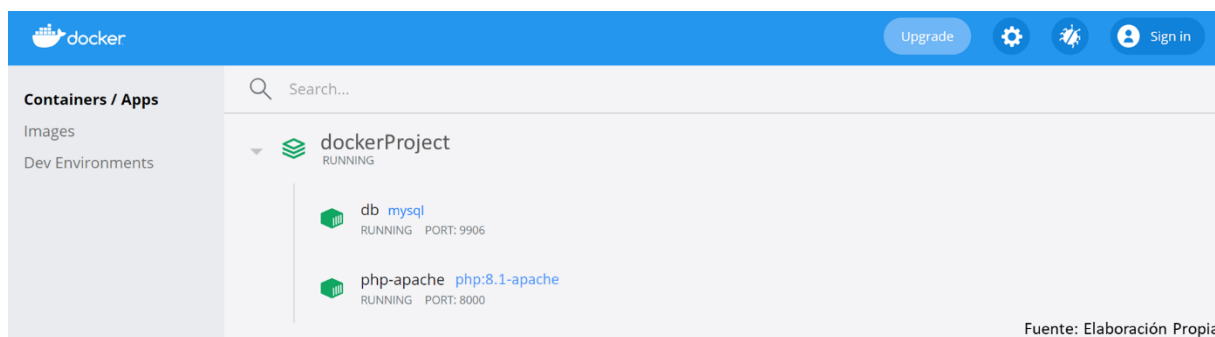 docker
Upgrade
Sign in
Containers / Apps
Images
Dev Environments
Search...
dockerProject
RUNNING
db mysql
RUNNING PORT: 9906
php-apache php:8.1-apache
RUNNING PORT: 8000
Fuente: Elaboración Propia